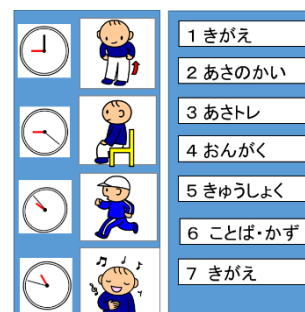 1 きがえ
2 あさのかい
3 あさトレ
4 おんがく
5 きゅうしょく
6 ことば・かず
7 きがえ